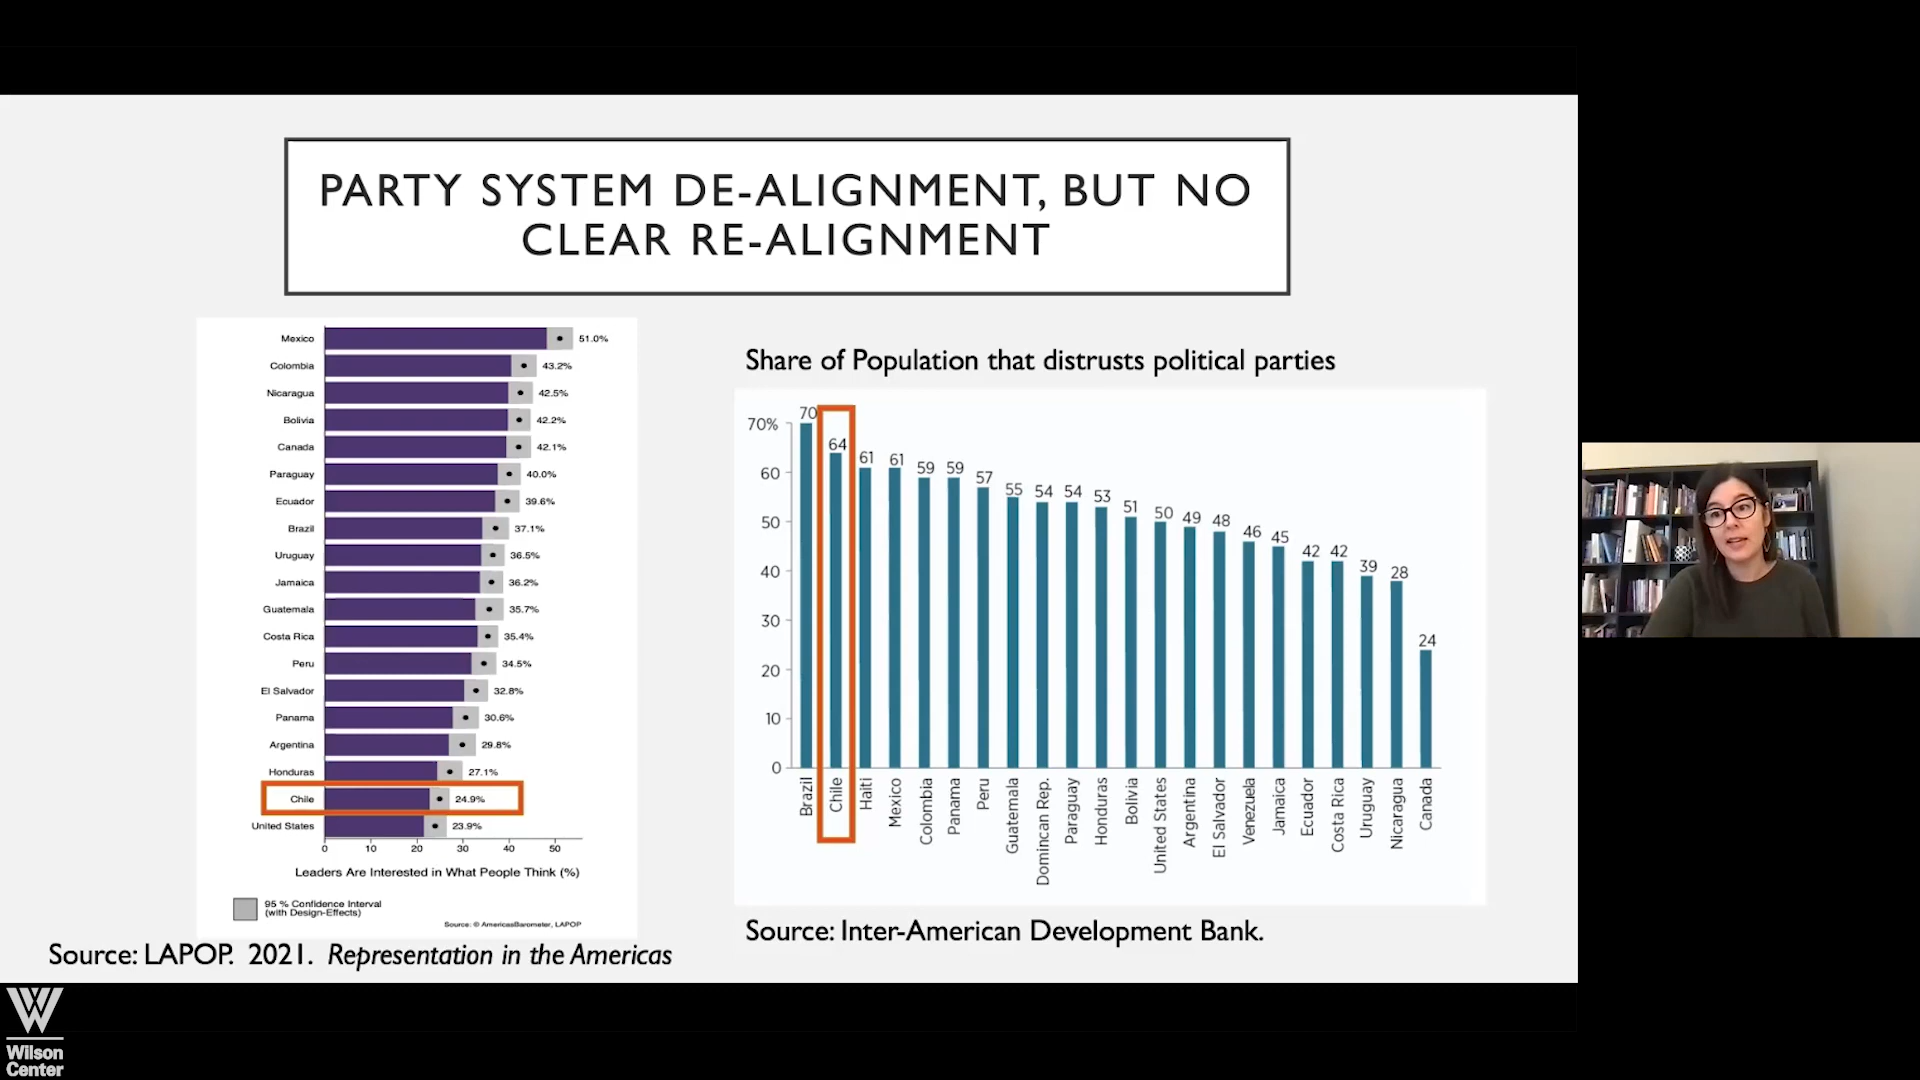 PARTY SYSTEM DE-ALIGNMENT, BUT NO
CLEAR RE-ALIGNMENT
Mexico 51.0%
Colombia 43.2%
Nicaragua 42.5%
Bolivia 42.2%
Canada 42.1%
Paraguay 40.0%
Ecuador 39.6%
Brazil 37.1%
Uruguay 36.5%
Jamaica 36.2%
Guatemala 35.7%
Costa Rica 35.4%
Peru 34.5%
El Salvador 32.8%
Panama 30.6%
Argentina 29.8%
Honduras 27.1%
Chile 24.9%
United States 23.9%
0 10 20 30 40 50
Leaders Are Interested in What People Think (%)
95 % Confidence Interval
(with Design-Effects)
Source: © AmericasBarometer, LAPOP
Source: LAPOP. 2021. Representation in the Americas
Share of Population that distrusts political parties
70%
60
50
40
30
20
10
0
70 64 61 61 59 59 57 55 54 54 53 51 50 49 48 46 45 42 42 39 28 24
Brazil
Chile
Haiti
Mexico
Colombia
Panama
Peru
Guatemala
Domincan Rep.
Paraguay
Honduras
Bolivia
United States
Argentina
El Salvador
Venezuela
Jamaica
Ecuador
Costa Rica
Uruguay
Nicaragua
Canada
Source: Inter-American Development Bank.
W
Wilson
Center